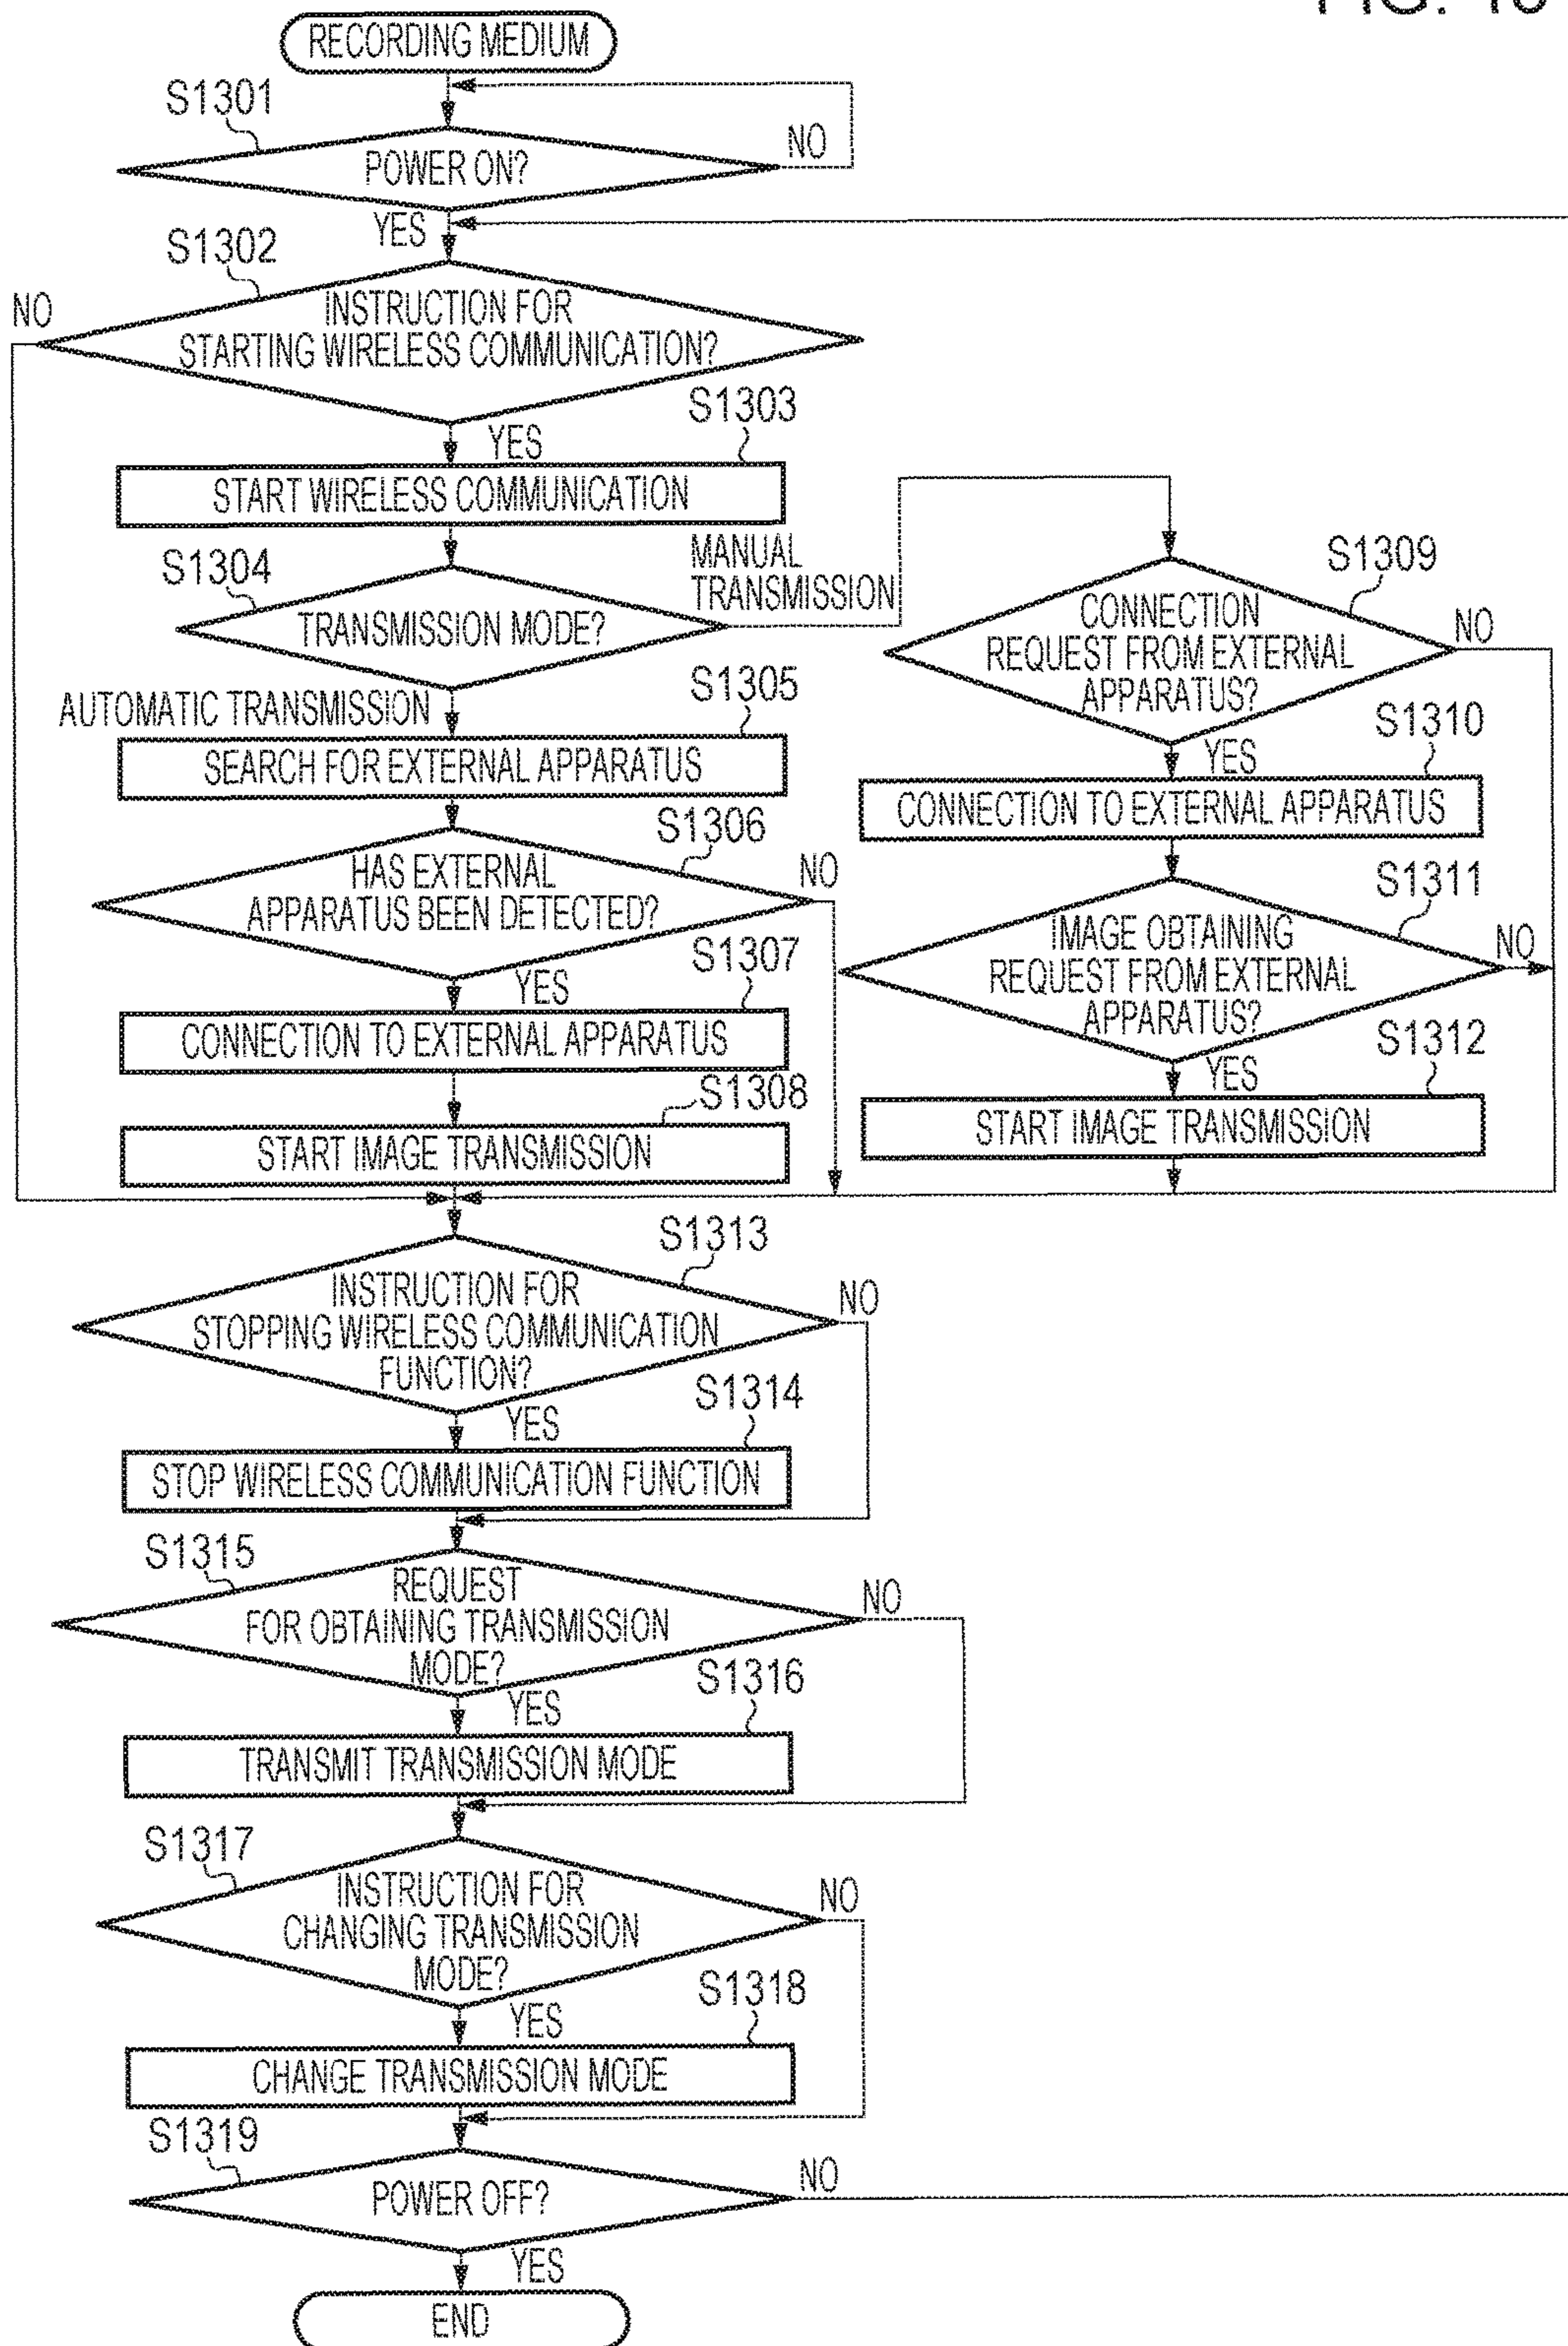 RECORDING MEDIUM
S1301
POWER ON?
NO
YES
S1302
NO
INSTRUCTION FOR
STARTING WIRELESS COMMUNICATION?
S1303
YES
START WIRELESS COMMUNICATION
S1304
MANUAL
TRANSMISSION
TRANSMISSION MODE?
AUTOMATIC TRANSMISSION
S1305
SEARCH FOR EXTERNAL APPARATUS
S1306
HAS EXTERNAL
APPARATUS BEEN DETECTED?
NO
S1307
YES
CONNECTION TO EXTERNAL APPARATUS
S1308
START IMAGE TRANSMISSION
S1309
CONNECTION
REQUEST FROM EXTERNAL
APPARATUS?
NO
S1310
YES
CONNECTION TO EXTERNAL APPARATUS
S1311
IMAGE OBTAINING
REQUEST FROM EXTERNAL
APPARATUS?
NO
S1312
YES
START IMAGE TRANSMISSION
S1313
INSTRUCTION FOR
STOPPING WIRELESS COMMUNICATION
FUNCTION?
NO
S1314
YES
STOP WIRELESS COMMUNICATION FUNCTION
S1315
REQUEST
FOR OBTAINING TRANSMISSION
MODE?
NO
S1316
YES
TRANSMIT TRANSMISSION MODE
S1317
INSTRUCTION FOR
CHANGING TRANSMISSION
MODE?
NO
S1318
YES
CHANGE TRANSMISSION MODE
S1319
POWER OFF?
NO
YES
END